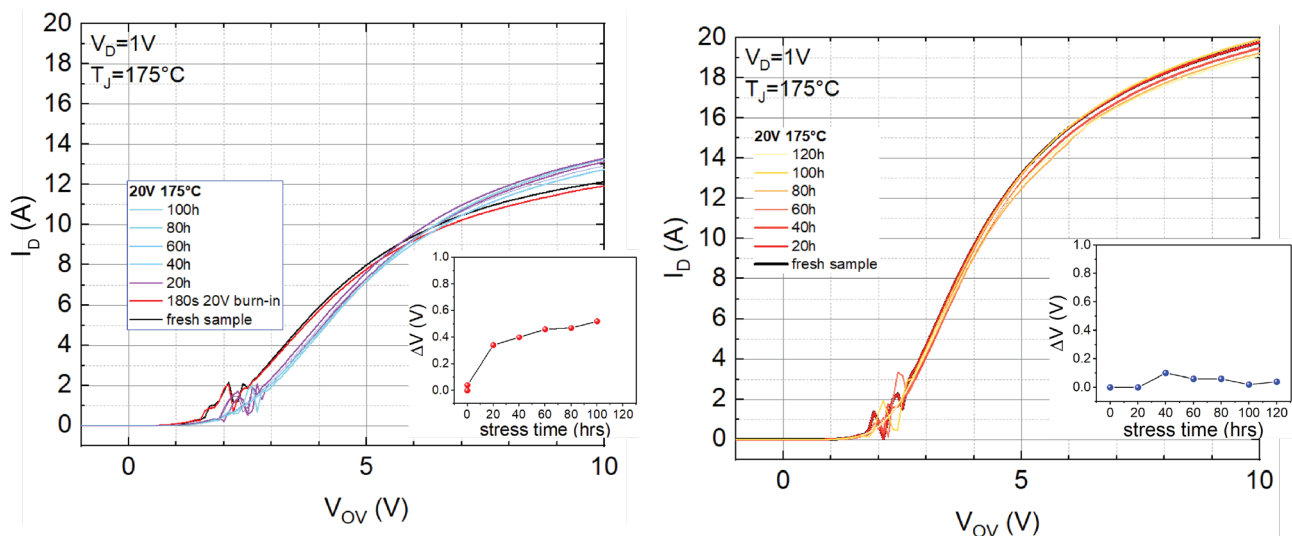 20
18
16
14
12
10
8
6
4
2
0
I_D (A)
V_D=1V
T_J=175°C
20V 175°C
100h
80h
60h
40h
20h
180s 20V burn-in
fresh sample
1.0
0.8
0.6
0.4
0.2
0.0
ΔV (V)
0 20 40 60 80 100 120
stress time (hrs)
0 5 10
V_OV (V)
20
18
16
14
12
10
8
6
4
2
0
I_D (A)
V_D=1V
T_J=175°C
20V 175°C
120h
100h
80h
60h
40h
20h
fresh sample
1.0
0.8
0.6
0.4
0.2
0.0
ΔV (V)
0 20 40 60 80 100 120
stress time (hrs)
0 5 10
V_OV (V)